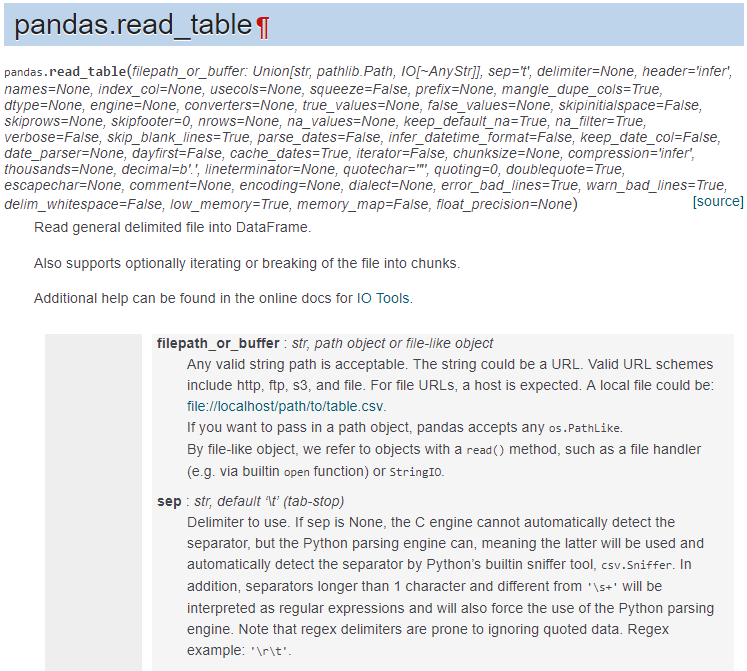 pandas.read_table¶
pandas.read_table(filepath_or_buffer: Union[str, pathlib.Path, IO[~AnyStr]], sep='t', delimiter=None, header='infer',
names=None, index_col=None, usecols=None, squeeze=False, prefix=None, mangle_dupe_cols=True,
dtype=None, engine=None, converters=None, true_values=None, false_values=None, skipinitialspace=False,
skiprows=None, skipfooter=0, nrows=None, na_values=None, keep_default_na=True, na_filter=True,
verbose=False, skip_blank_lines=True, parse_dates=False, infer_datetime_format=False, keep_date_col=False,
date_parser=None, dayfirst=False, cache_dates=True, iterator=False, chunksize=None, compression='infer',
thousands=None, decimal=b'.', lineterminator=None, quotechar='"', quoting=0, doublequote=True,
escapechar=None, comment=None, encoding=None, dialect=None, error_bad_lines=True, warn_bad_lines=True,
delim_whitespace=False, low_memory=True, memory_map=False, float_precision=None) [source]
Read general delimited file into DataFrame.
Also supports optionally iterating or breaking of the file into chunks.
Additional help can be found in the online docs for IO Tools.
filepath_or_buffer : str, path object or file-like object
Any valid string path is acceptable. The string could be a URL. Valid URL schemes
include http, ftp, s3, and file. For file URLs, a host is expected. A local file could be:
file://localhost/path/to/table.csv.
If you want to pass in a path object, pandas accepts any os.PathLike.
By file-like object, we refer to objects with a read() method, such as a file handler
(e.g. via builtin open function) or StringIO.
sep : str, default ‘\t’ (tab-stop)
Delimiter to use. If sep is None, the C engine cannot automatically detect the
separator, but the Python parsing engine can, meaning the latter will be used and
automatically detect the separator by Python’s builtin sniffer tool, csv.Sniffer. In
addition, separators longer than 1 character and different from '\s+' will be
interpreted as regular expressions and will also force the use of the Python parsing
engine. Note that regex delimiters are prone to ignoring quoted data. Regex
example: '\r\t'.